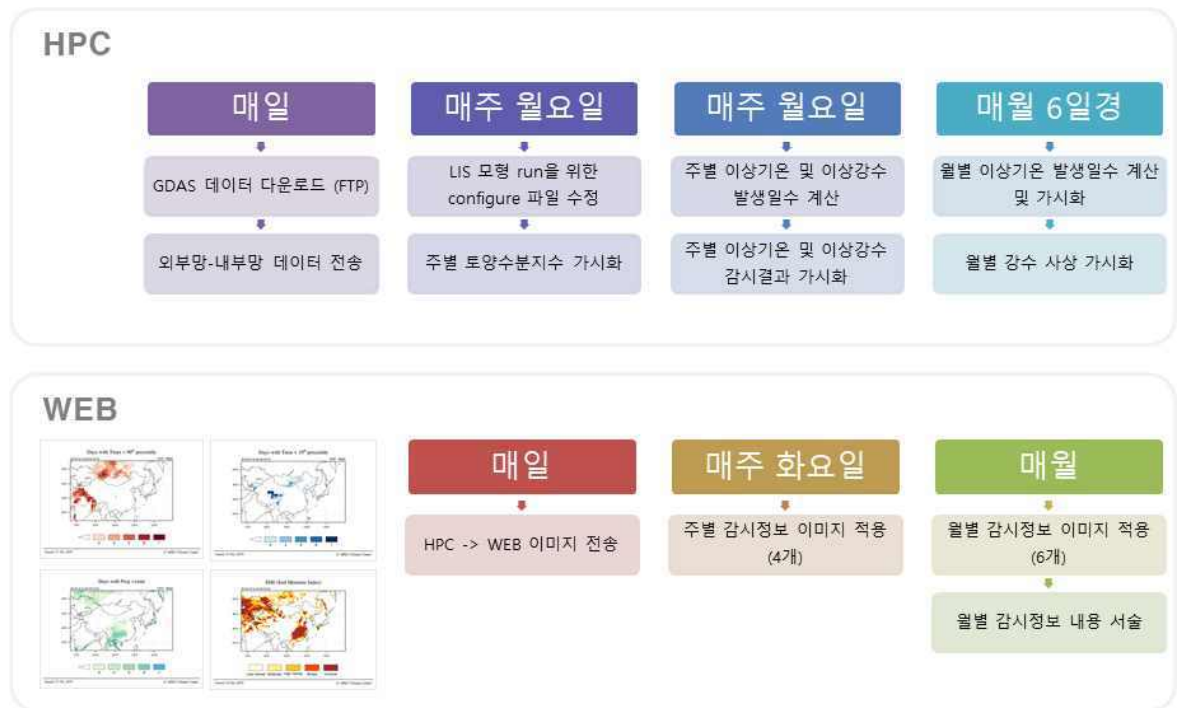 HPC
매일
GDAS 데이터 다운로드 (FTP)
외부망-내부망 데이터 전송
매주 월요일
LIS 모형 run을 위한
configure 파일 수정
주별 토양수분지수 가시화
매주 월요일
주별 이상기온 및 이상강수
발생일수 계산
주별 이상기온 및 이상강수
감시결과 가시화
매월 6일경
월별 이상기온 발생일수 계산
및 가시화
월별 강수 사상 가시화
WEB
매일
HPC -> WEB 이미지 전송
매주 화요일
주별 감시정보 이미지 적용
(4개)
매월
월별 감시정보 이미지 적용
(6개)
월별 감시정보 내용 서술